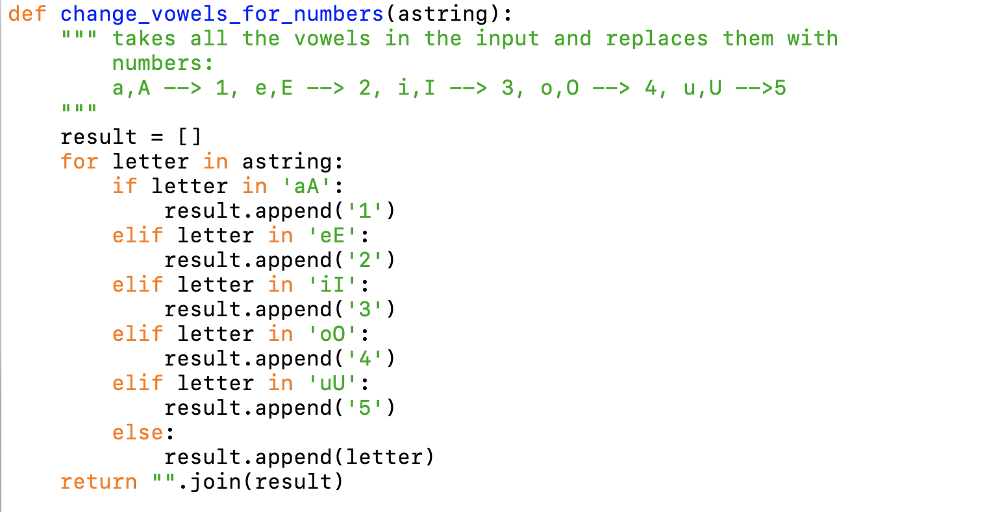 def change_vowels_for_numbers(astring):
    """ takes all the vowels in the input and replaces them with
        numbers:
        a,A --> 1, e,E --> 2, i,I --> 3, o,O --> 4, u,U -->5
    """
    result = []
    for letter in astring:
        if letter in 'aA':
            result.append('1')
        elif letter in 'eE':
            result.append('2')
        elif letter in 'iI':
            result.append('3')
        elif letter in 'oO':
            result.append('4')
        elif letter in 'uU':
            result.append('5')
        else:
            result.append(letter)
    return "".join(result)